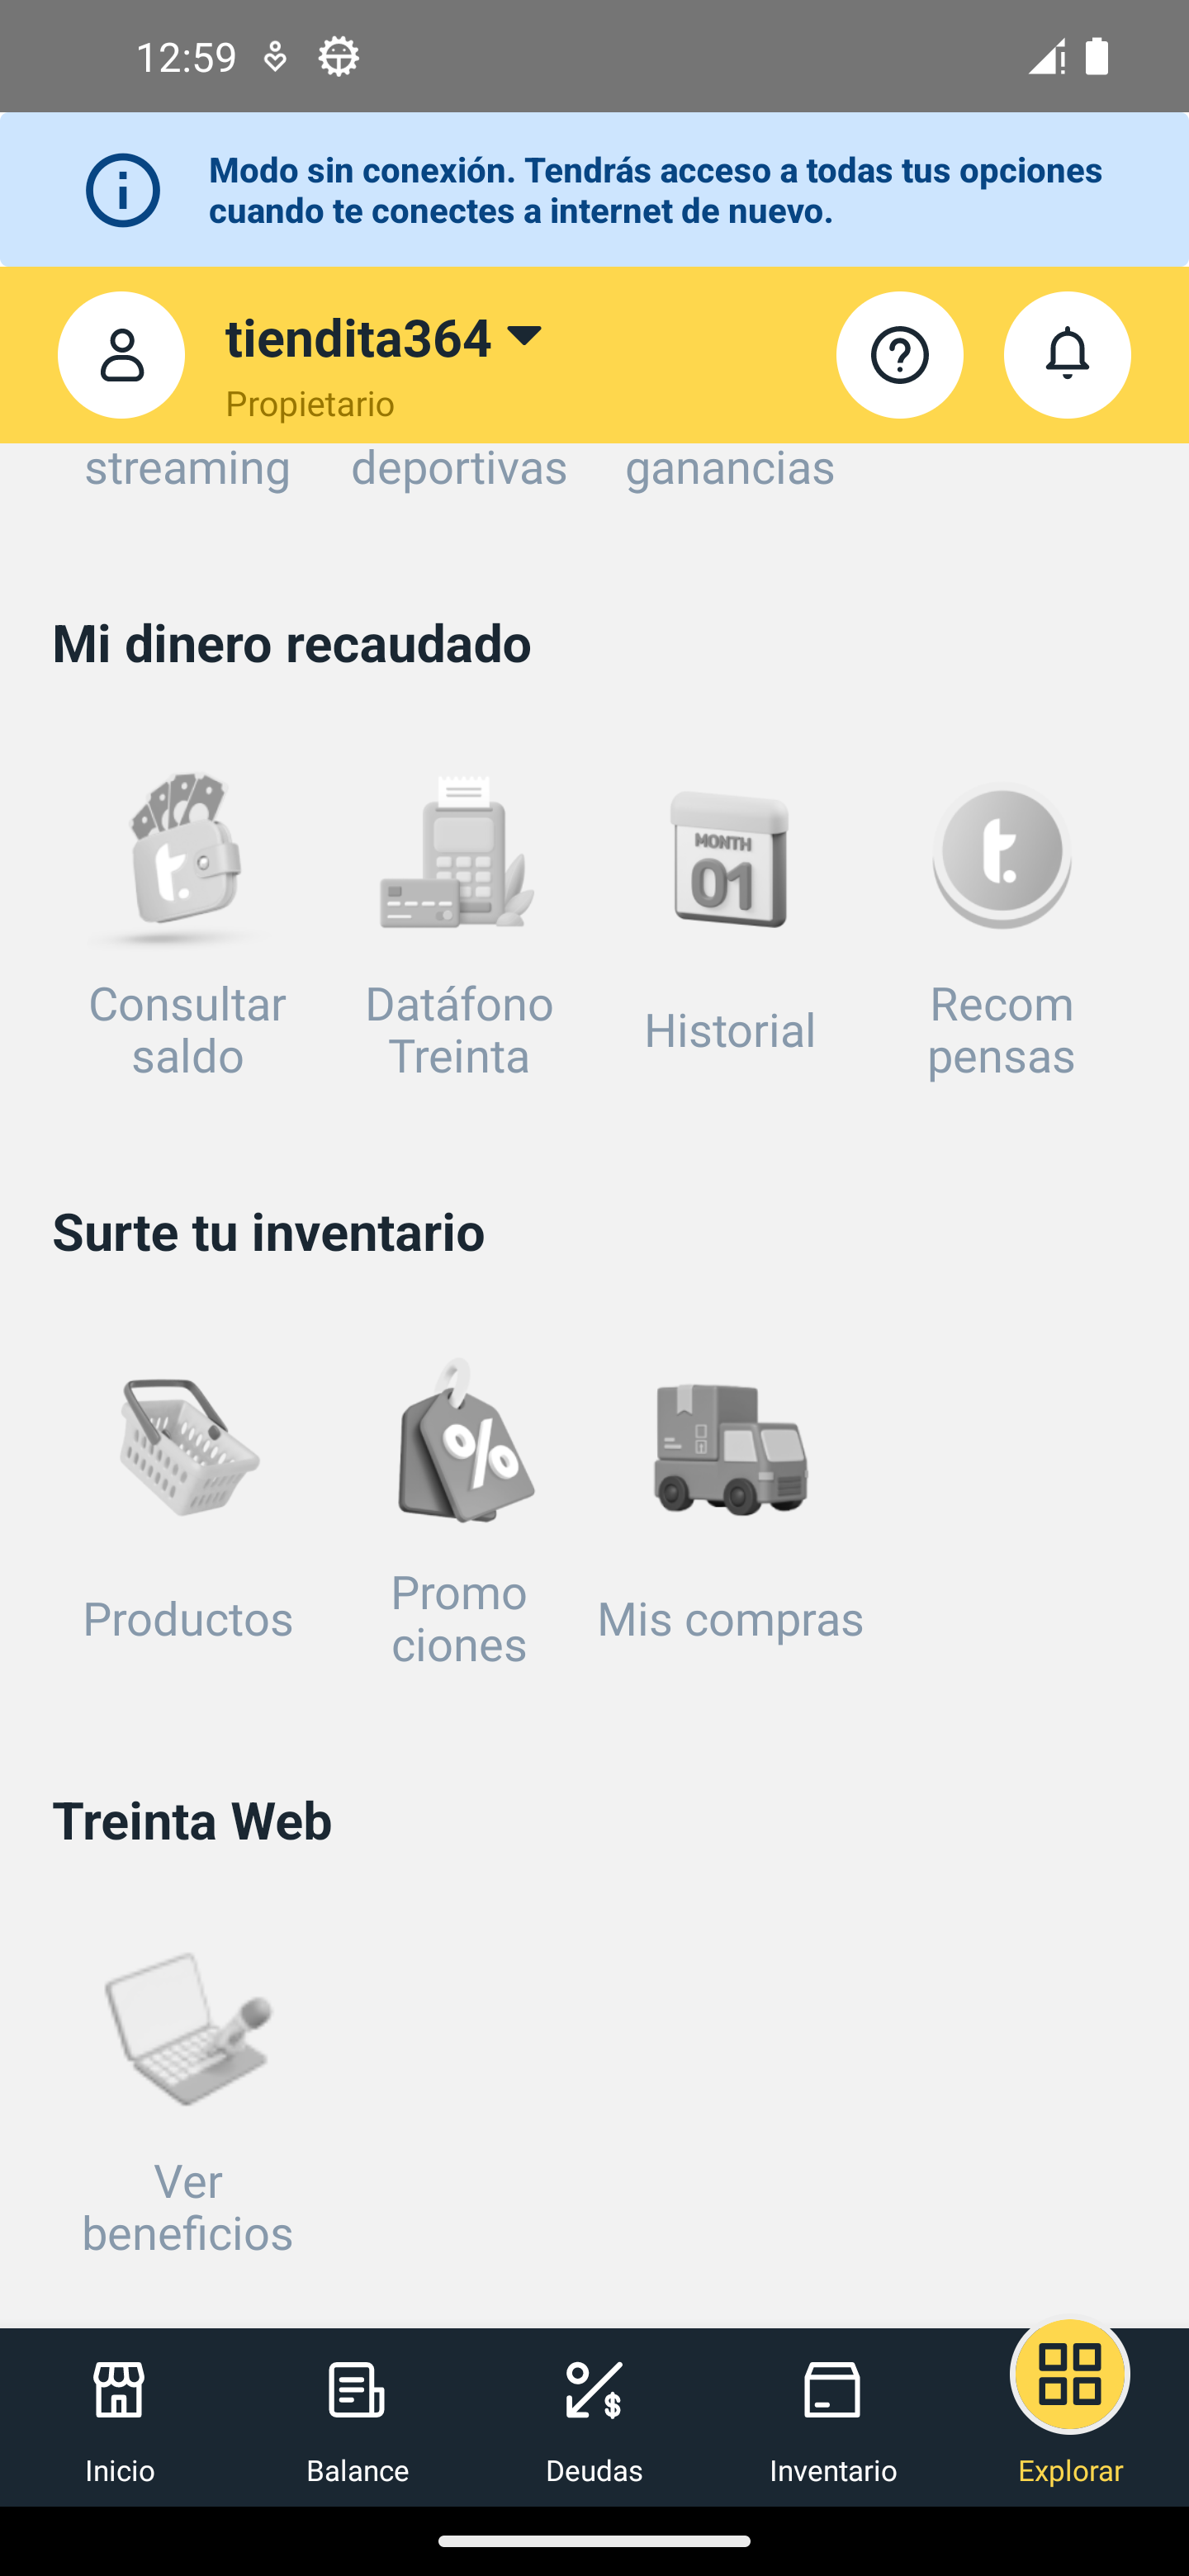 12:59
Modo sin conexión. Tendrás acceso a todas tus opciones
cuando te conectes a internet de nuevo.
tiendita364
Propietario
streaming deportivas ganancias
Mi dinero recaudado
MONTH
01
t.
t.
Consultar
saldo
Datáfono
Treinta
Historial
Recom
pensas
Surte tu inventario
%
Productos
Promo
ciones
Mis compras
Treinta Web
Ver
beneficios
Inicio
Balance
Deudas
Inventario
Explorar